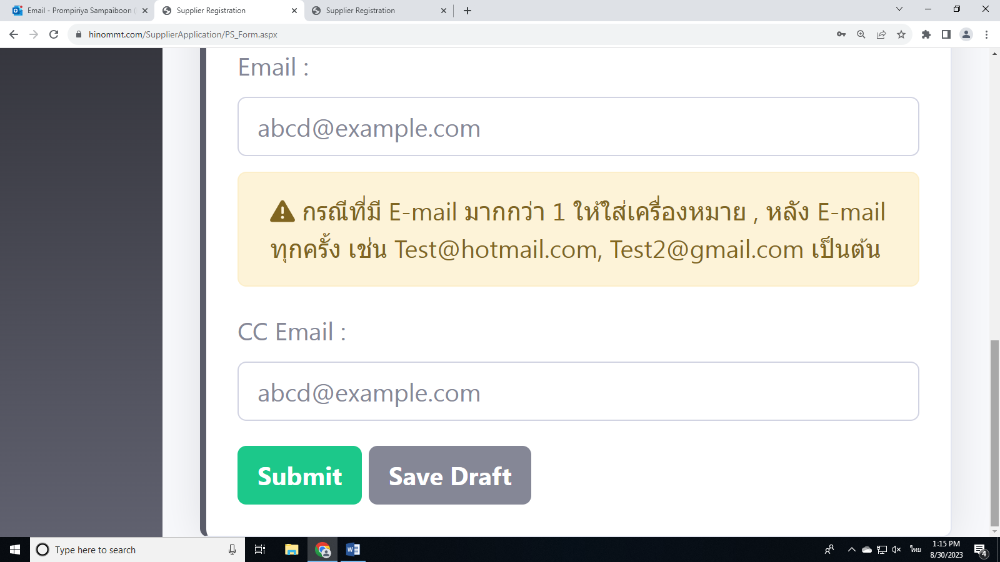 Email - Prompiriya Sampaiboon
Supplier Registration
Supplier Registration
hinommt.com/SupplierApplication/PS_Form.aspx
Email :
abcd@example.com
กรณีที่มี E-mail มากกว่า 1 ให้ใส่เครื่องหมาย , หลัง E-mail
ทุกครั้ง เช่น Test@hotmail.com, Test2@gmail.com เป็นต้น
CC Email :
abcd@example.com
Submit
Save Draft
Type here to search
ไทย
1:15 PM
8/30/2023
4